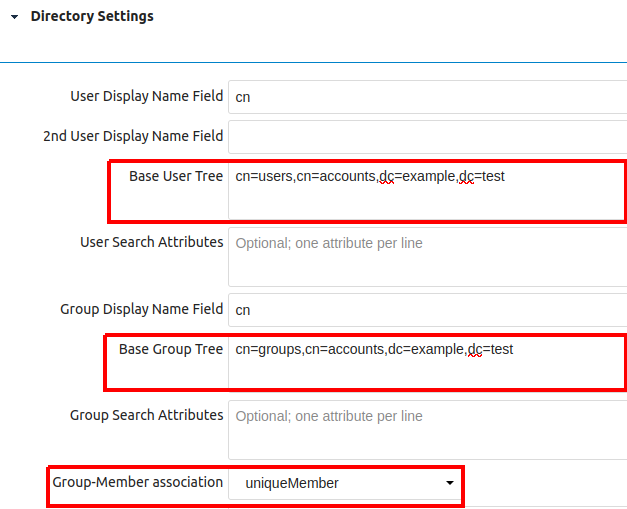 Directory Settings
User Display Name Field cn
2nd User Display Name Field
Base User Tree cn=users,cn=accounts,dc=example,dc=test
User Search Attributes Optional; one attribute per line
Group Display Name Field cn
Base Group Tree cn=groups,cn=accounts,dc=example,dc=test
Group Search Attributes Optional; one attribute per line
Group-Member association uniqueMember